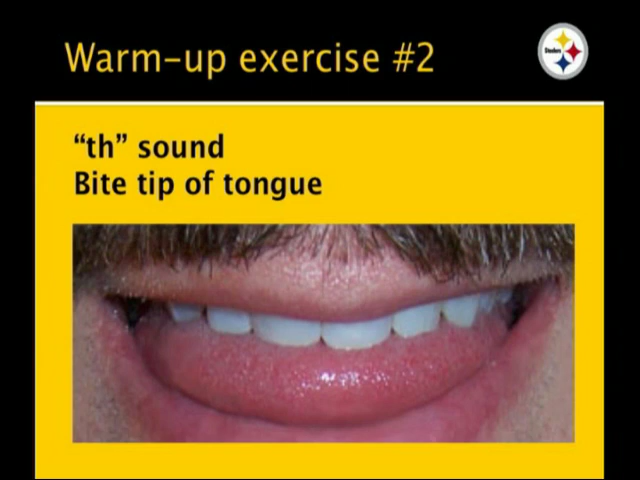 Warm-up exercise #2
Steelers
“th” sound
Bite tip of tongue